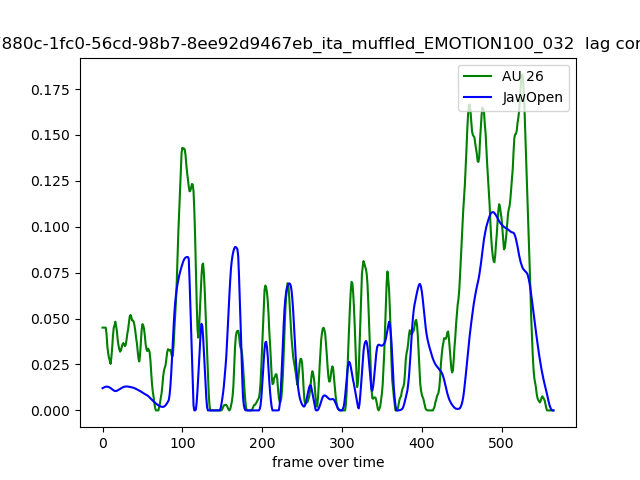 880c-1fc0-56cd-98b7-8ee92d9467eb_ita_muffled_EMOTION100_032 lag
AU 26
JawOpen
0.175
0.150
0.125
0.100
0.075
0.050
0.025
0.000
0 100 200 300 400 500
frame over time